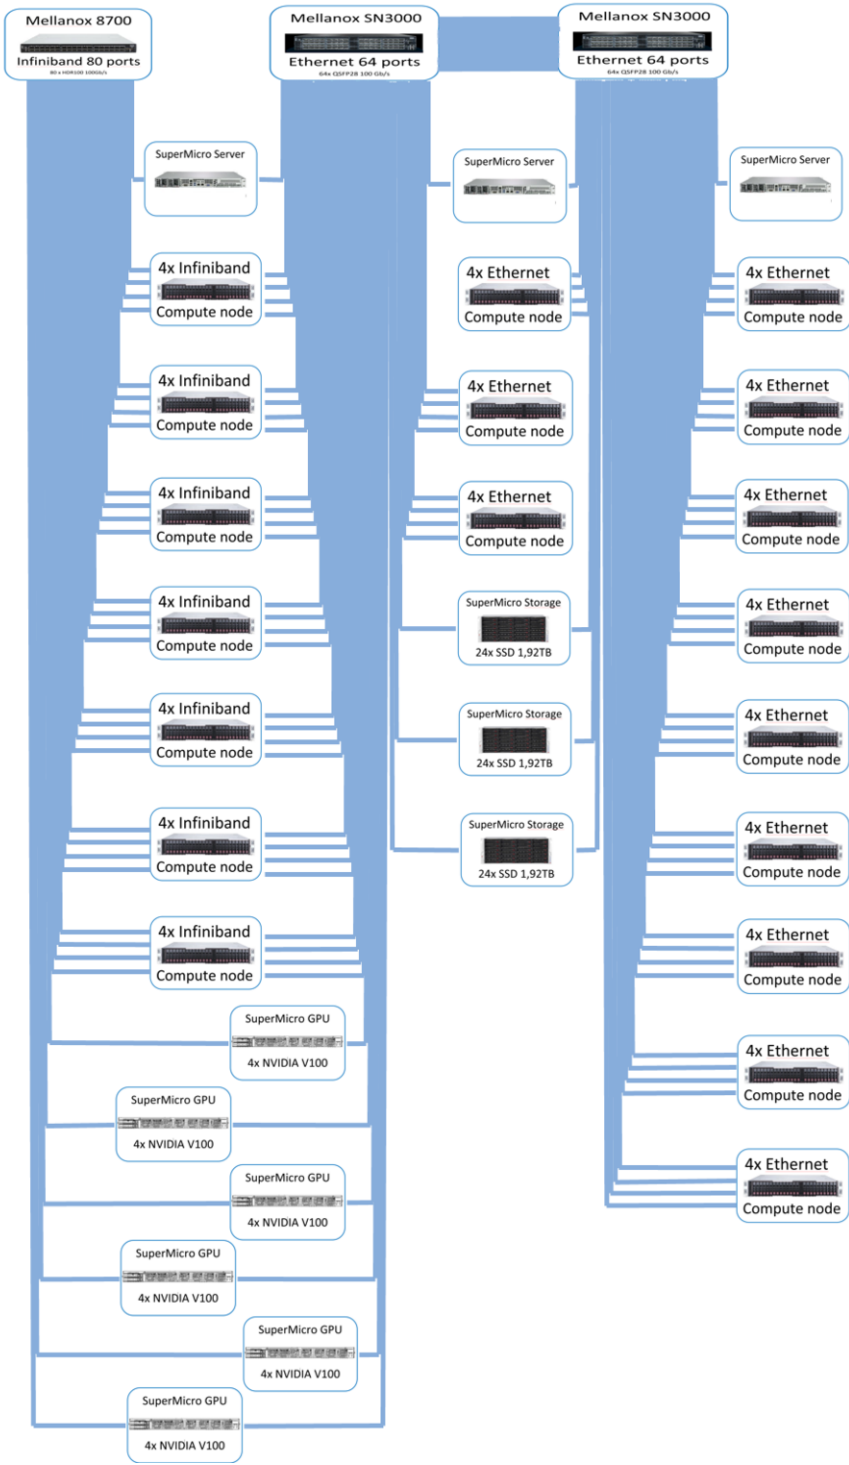 Mellanox 8700
Infiniband 80 ports
80 x HDR100 100Gb/s
Mellanox SN3000
Ethernet 64 ports
64x QSFP28 100 Gb/s
Mellanox SN3000
Ethernet 64 ports
64x QSFP28 100 Gb/s
SuperMicro Server
4x Infiniband
Compute node
4x Infiniband
Compute node
4x Infiniband
Compute node
4x Infiniband
Compute node
4x Infiniband
Compute node
4x Infiniband
Compute node
4x Infiniband
Compute node
SuperMicro GPU
4x NVIDIA V100
SuperMicro GPU
4x NVIDIA V100
SuperMicro GPU
4x NVIDIA V100
SuperMicro GPU
4x NVIDIA V100
SuperMicro GPU
4x NVIDIA V100
SuperMicro GPU
4x NVIDIA V100
SuperMicro Server
4x Ethernet
Compute node
4x Ethernet
Compute node
4x Ethernet
Compute node
SuperMicro Storage
24x SSD 1,92TB
SuperMicro Storage
24x SSD 1,92TB
SuperMicro Storage
24x SSD 1,92TB
SuperMicro Server
4x Ethernet
Compute node
4x Ethernet
Compute node
4x Ethernet
Compute node
4x Ethernet
Compute node
4x Ethernet
Compute node
4x Ethernet
Compute node
4x Ethernet
Compute node
4x Ethernet
Compute node
4x Ethernet
Compute node